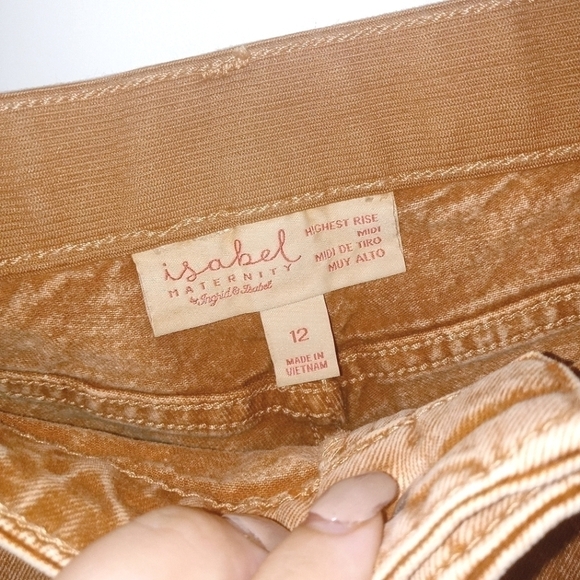 isabel
MATERNITY
by Ingrid & Isabel
HIGHEST RISE
MIDI
MIDI DE TIRO
MUY ALTO
12
MADE IN
VIETNAM